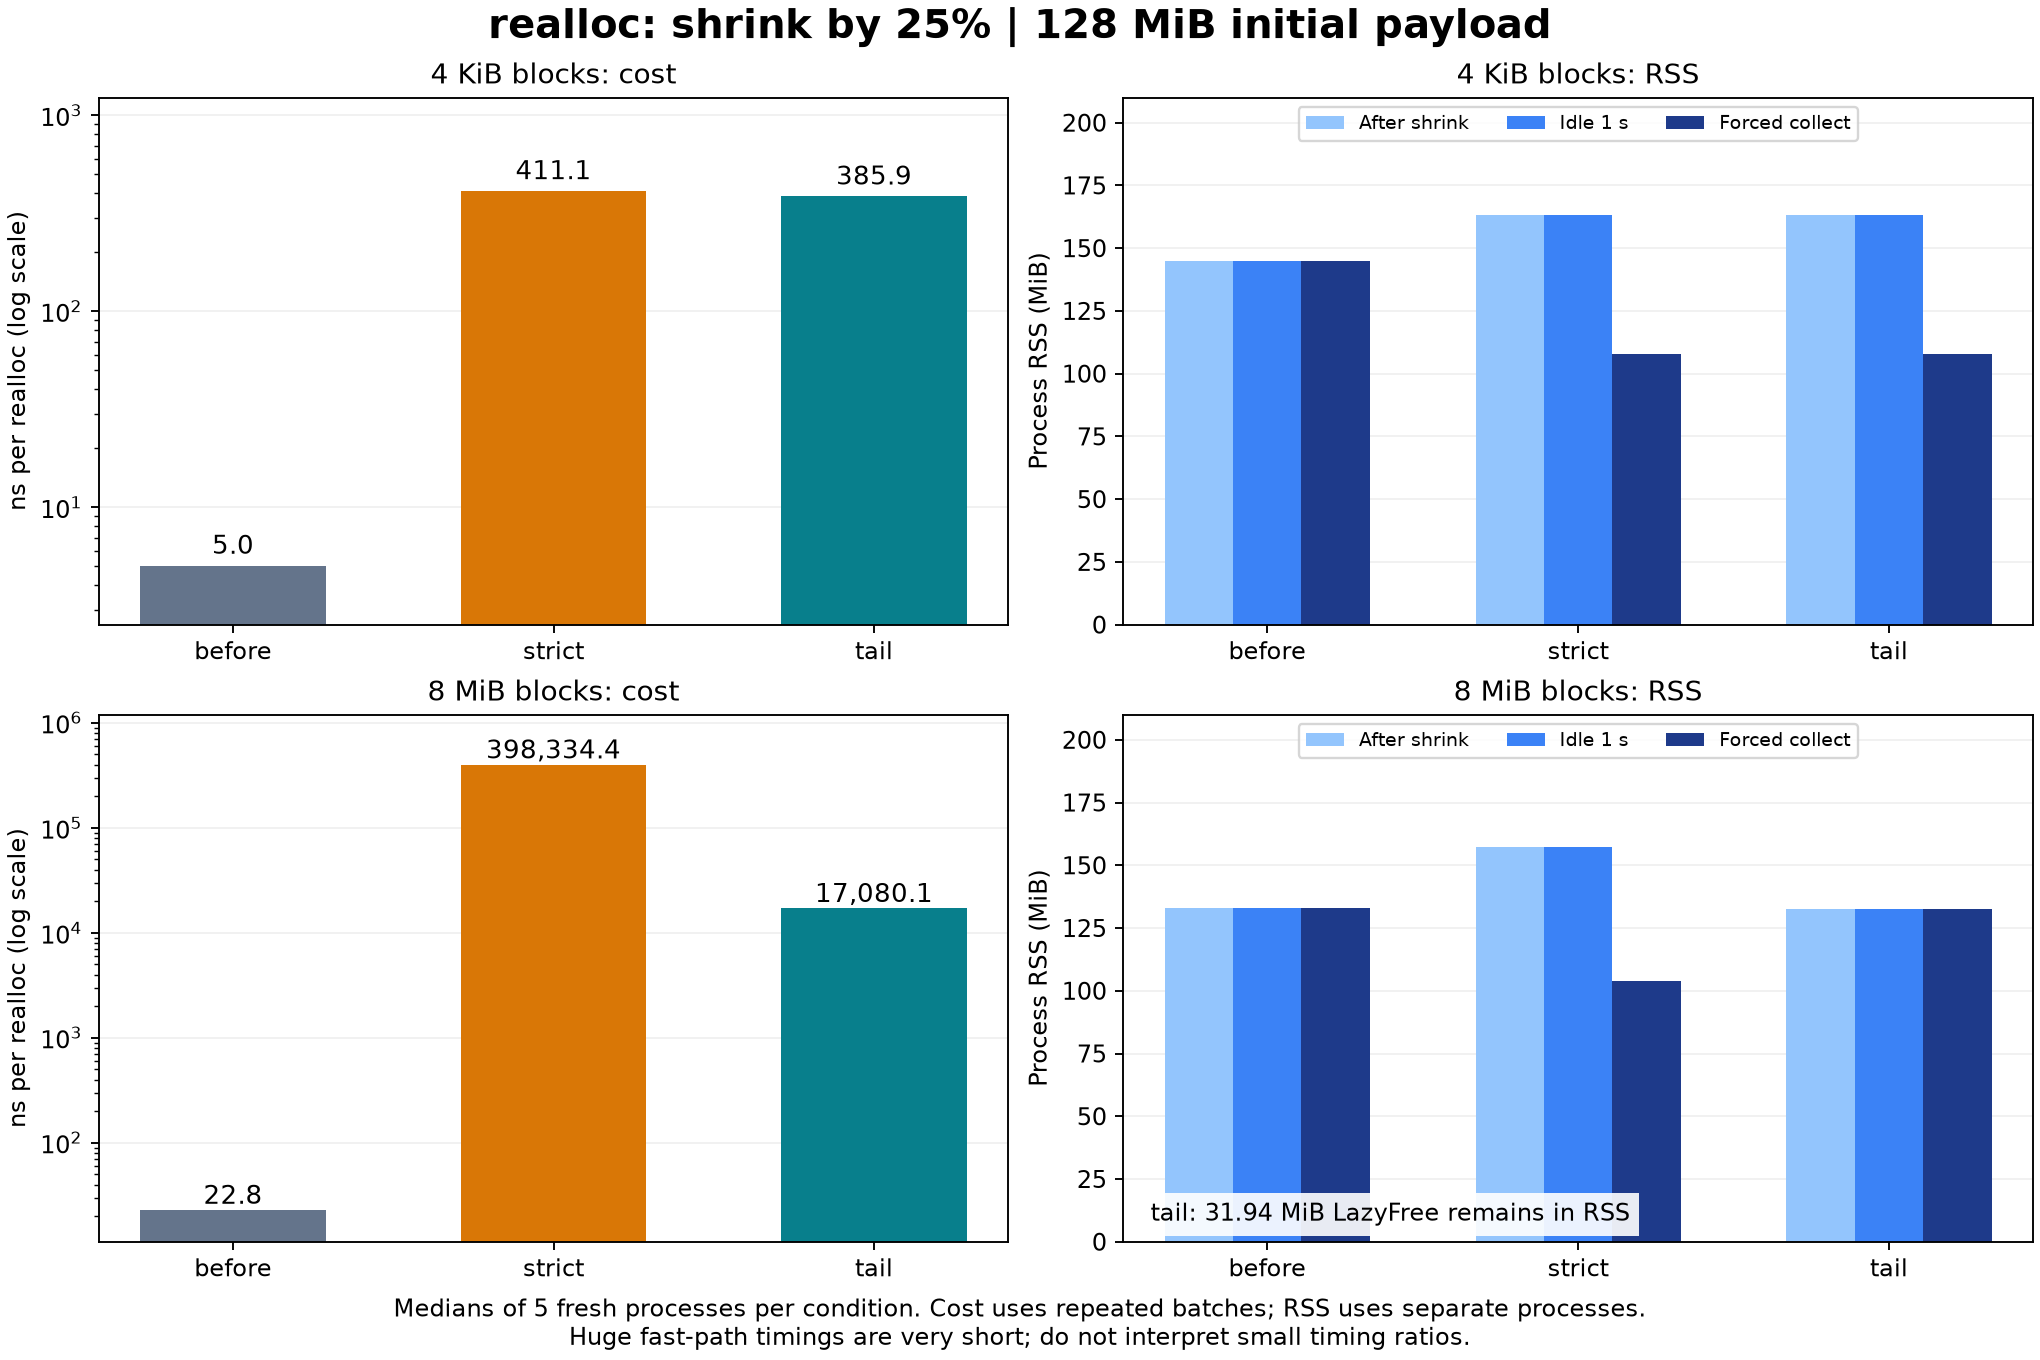 realloc: shrink by 25% | 128 MiB initial payload
4 KiB blocks: cost
ns per realloc (log scale)
10³
10²
10¹
5.0
411.1
385.9
before
strict
tail
4 KiB blocks: RSS
Process RSS (MiB)
After shrink
Idle 1 s
Forced collect
200
175
150
125
100
75
50
25
0
before
strict
tail
8 MiB blocks: cost
ns per realloc (log scale)
10⁶
10⁵
10⁴
10³
10²
22.8
398,334.4
17,080.1
before
strict
tail
8 MiB blocks: RSS
Process RSS (MiB)
After shrink
Idle 1 s
Forced collect
200
175
150
125
100
75
50
25
0
tail: 31.94 MiB LazyFree remains in RSS
before
strict
tail
Medians of 5 fresh processes per condition. Cost uses repeated batches; RSS uses separate processes.
Huge fast-path timings are very short; do not interpret small timing ratios.